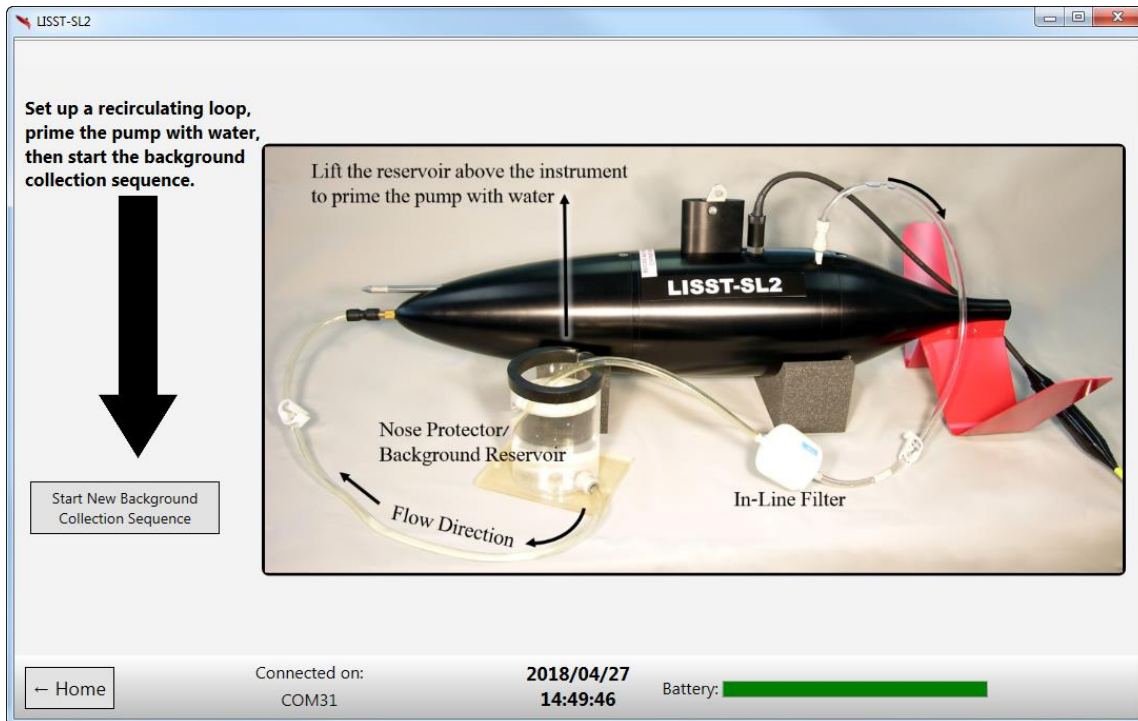 LISST-SL2
Set up a recirculating loop,
prime the pump with water,
then start the background
collection sequence.
Lift the reservoir above the instrument
to prime the pump with water
LISST-SL2
Nose Protector/
Background Reservoir
In-Line Filter
Flow Direction
Start New Background
Collection Sequence
← Home
Connected on:
COM31
2018/04/27
14:49:46
Battery: